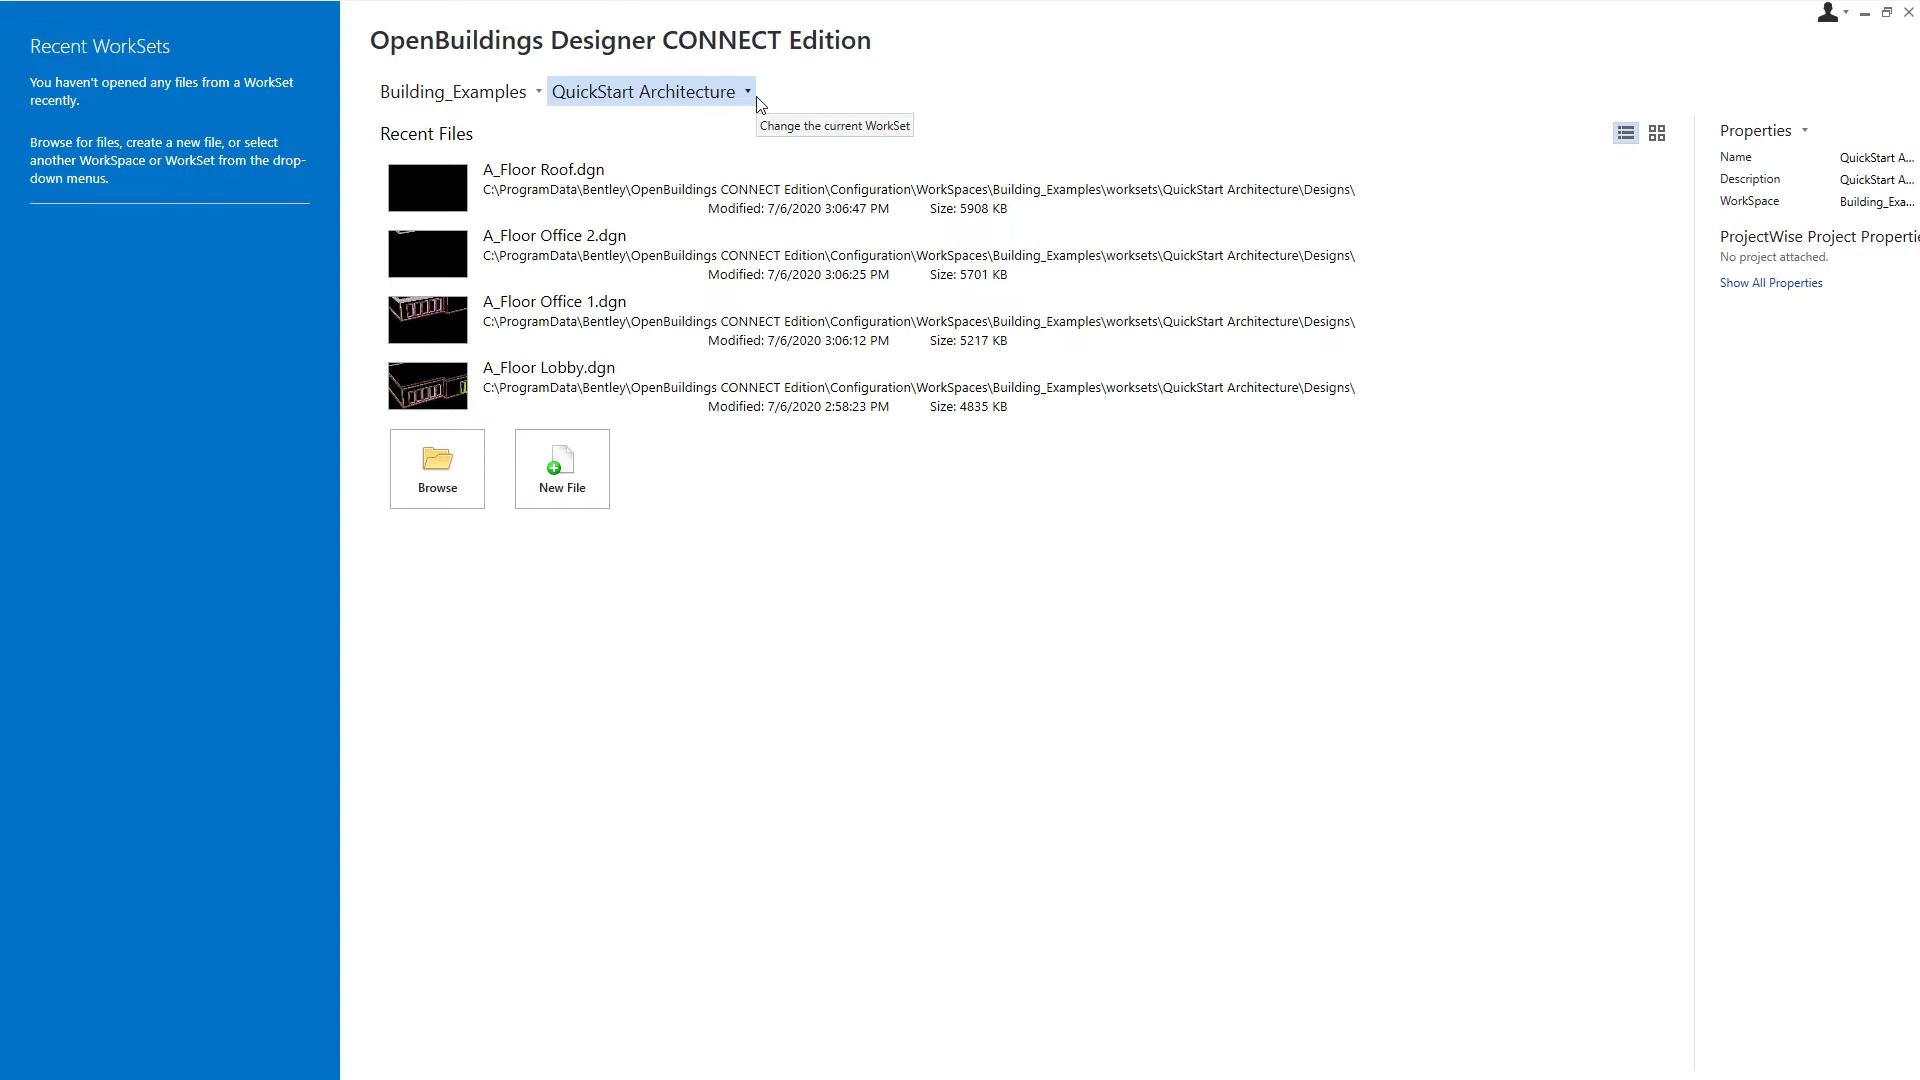 Recent WorkSets
You haven't opened any files from a WorkSet
recently.
Browse for files, create a new file, or select
another WorkSpace or WorkSet from the drop-
down menus.
OpenBuildings Designer CONNECT Edition
Building_Examples QuickStart Architecture
Change the current WorkSet
Recent Files
A_Floor Roof.dgn
C:\ProgramData\Bentley\OpenBuildings CONNECT Edition\Configuration\WorkSpaces\Building_Examples\worksets\QuickStart Architecture\Designs\
Modified: 7/6/2020 3:06:47 PM Size: 5908 KB
A_Floor Office 2.dgn
C:\ProgramData\Bentley\OpenBuildings CONNECT Edition\Configuration\WorkSpaces\Building_Examples\worksets\QuickStart Architecture\Designs\
Modified: 7/6/2020 3:06:25 PM Size: 5701 KB
A_Floor Office 1.dgn
C:\ProgramData\Bentley\OpenBuildings CONNECT Edition\Configuration\WorkSpaces\Building_Examples\worksets\QuickStart Architecture\Designs\
Modified: 7/6/2020 3:06:12 PM Size: 5217 KB
A_Floor Lobby.dgn
C:\ProgramData\Bentley\OpenBuildings CONNECT Edition\Configuration\WorkSpaces\Building_Examples\worksets\QuickStart Architecture\Designs\
Modified: 7/6/2020 2:58:23 PM Size: 4835 KB
Browse New File
Properties
Name QuickStart A...
Description QuickStart A...
WorkSpace Building_Exa...
ProjectWise Project Propertie
No project attached.
Show All Properties